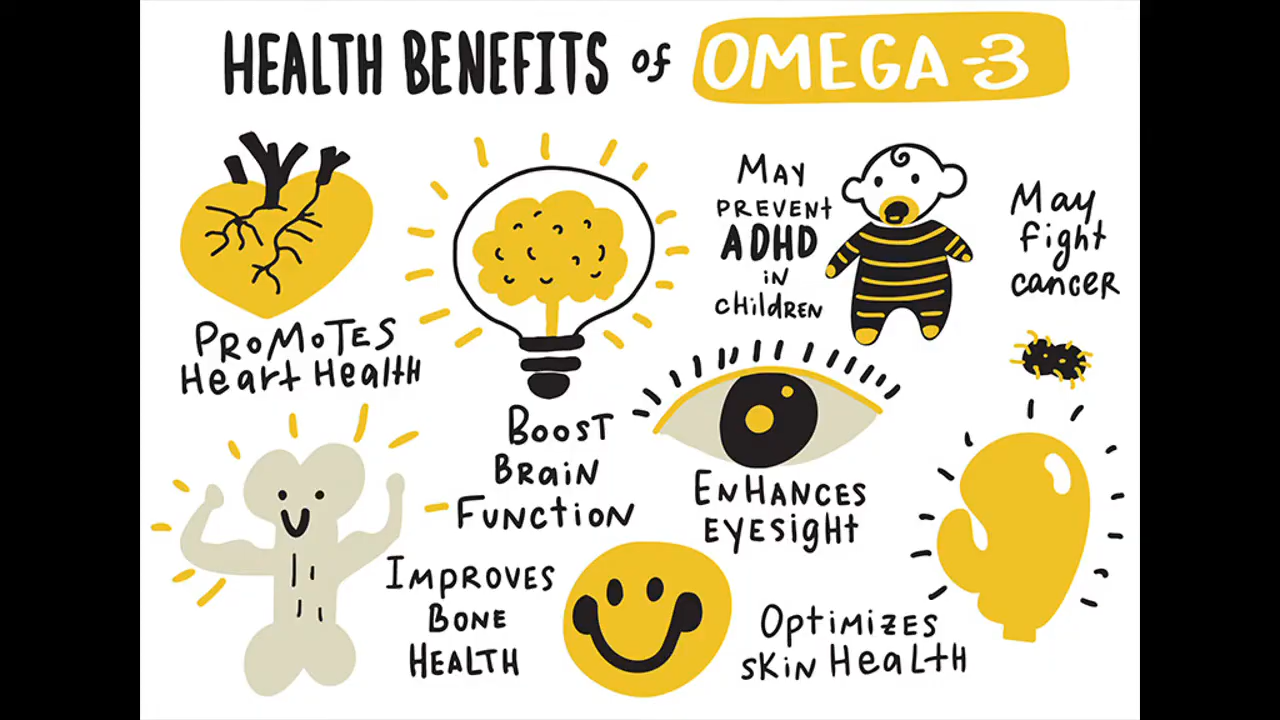 HEALTH BENEFITS of OMEGA-3
PROMOTES
Heart Health
BOOST
BRAIN
FUNCTION
MAY
PREVENT
ADHD
IN
CHILDREN
May
fight
cancer
ENHANCES
EYESIGHT
IMPROVES
BONE
HEALTH
OPTIMIZES
SKIN HEALTH